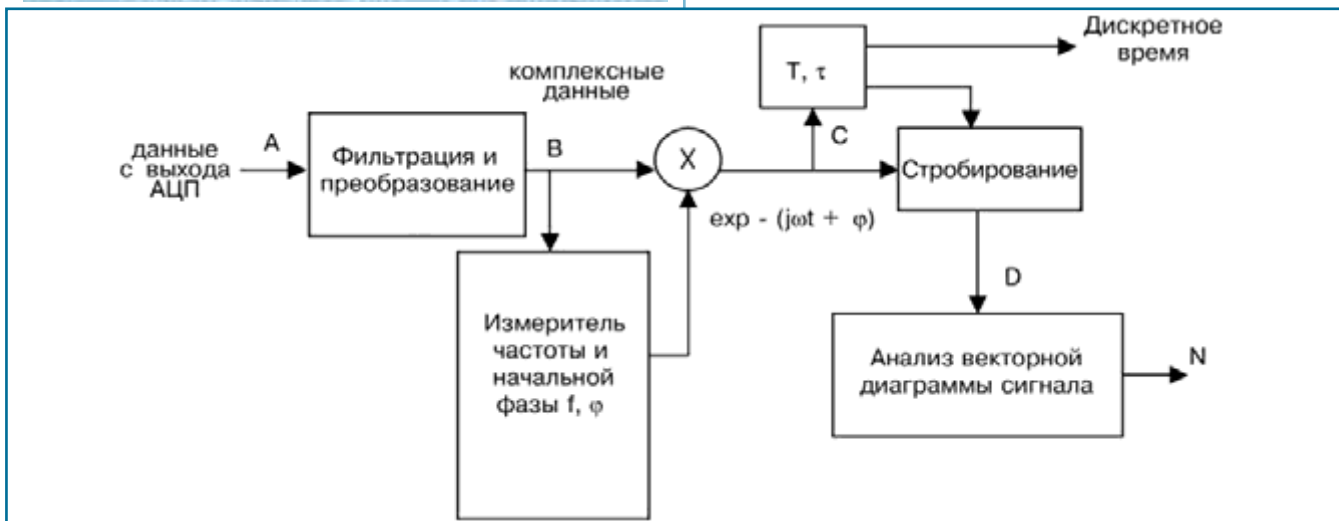 Дискретное
время
T, τ
комплексные
данные
A
B
C
данные
с выхода
АЦП
Фильтрация и
преобразование
X
Стробирование
exp - (jωt + φ)
D
Измеритель
частоты и
начальной
фазы f, φ
Анализ векторной
диаграммы сигнала
N